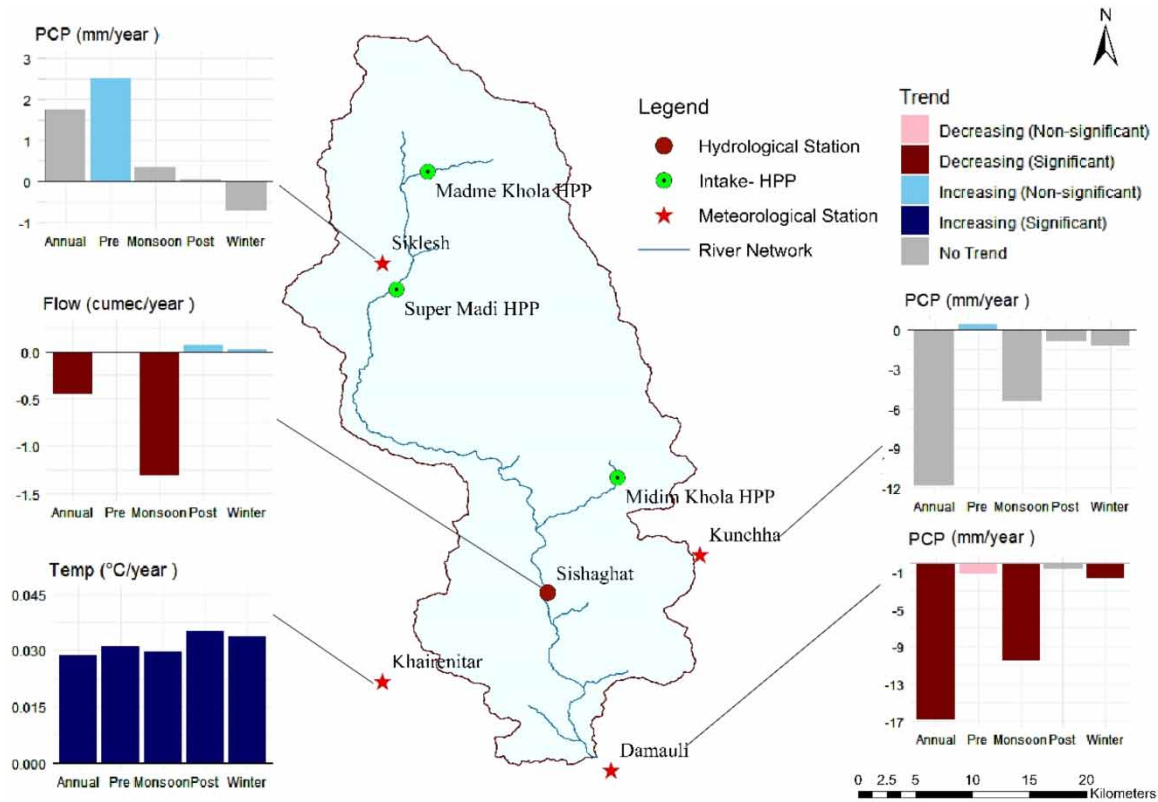 PCP (mm/year )
3
2
1
0
-1
Annual Pre Monsoon Post Winter
Flow (cumec/year )
0.0
-0.5
-1.0
-1.5
Annual Pre Monsoon Post Winter
Temp (°C/year )
0.045
0.030
0.015
0.000
Annual Pre Monsoon Post Winter
Madme Khola HPP
Siklesh
Super Madi HPP
Midim Khola HPP
Kunchha
Sishaghat
Khairenitar
Damauli
Legend
Hydrological Station
Intake- HPP
Meteorological Station
River Network
N
Trend
Decreasing (Non-significant)
Decreasing (Significant)
Increasing (Non-significant)
Increasing (Significant)
No Trend
PCP (mm/year)
0
-3
-6
-9
-12
Annual Pre Monsoon Post Winter
PCP (mm/year)
-1
-5
-9
-13
-17
Annual Pre Monsoon Post Winter
0 2.5 5 10 15 20
Kilometers